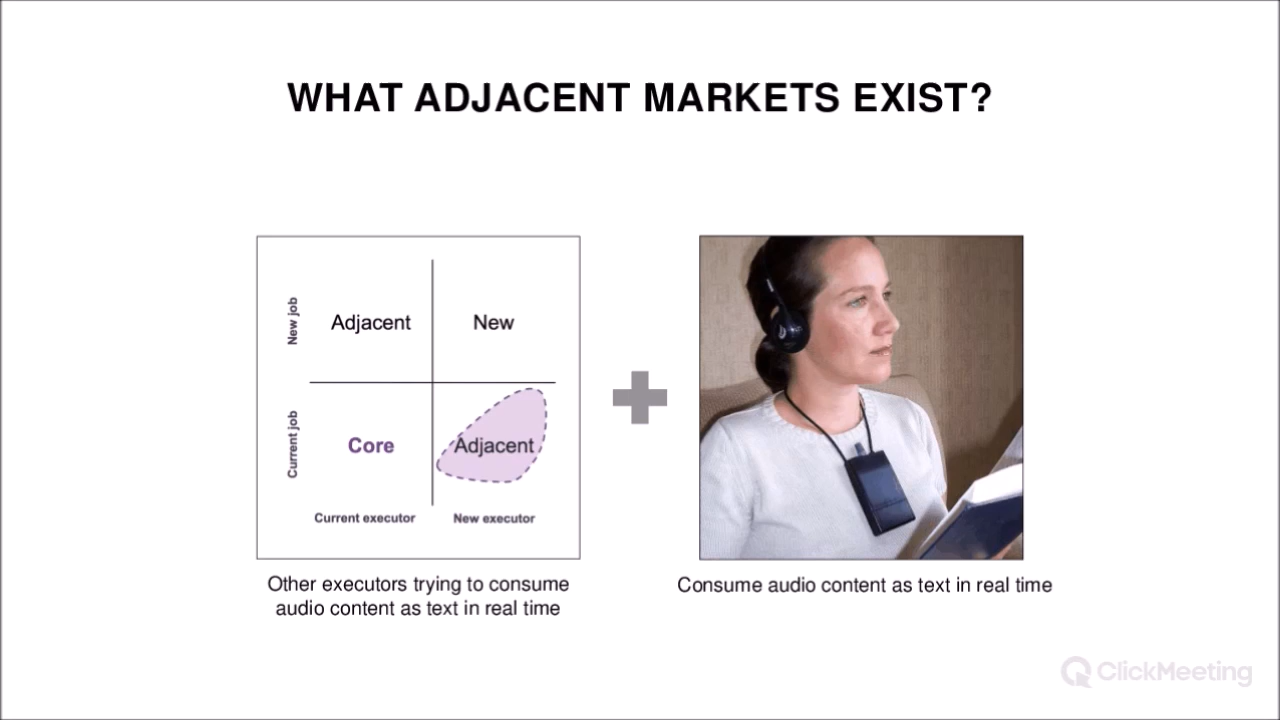 WHAT ADJACENT MARKETS EXIST?
New job
Adjacent
New
Current job
Core
Adjacent
Current executor
New executor
Other executors trying to consume
audio content as text in real time
Consume audio content as text in real time
ClickMeeting